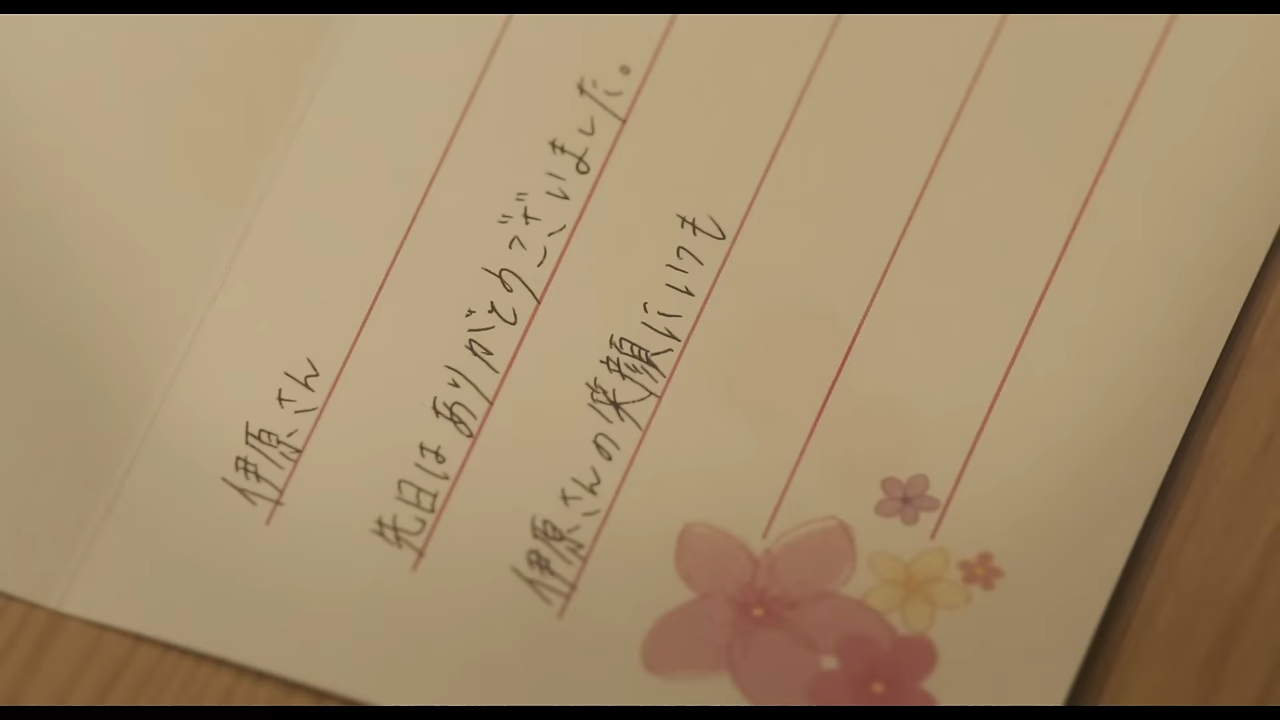 伊原さん
先日はありがとうございました。
伊原さんの笑顔にいつも